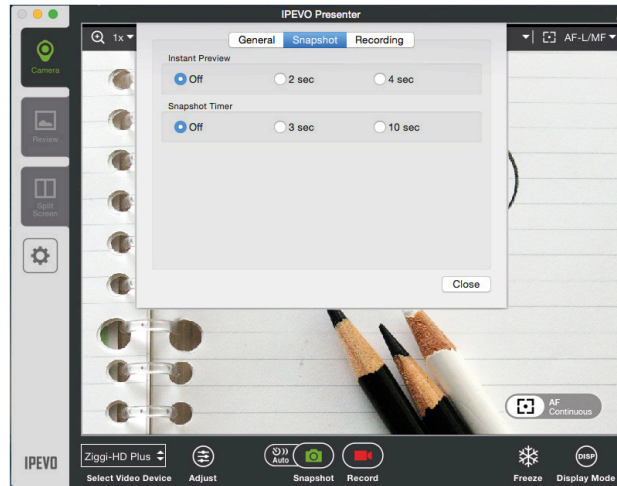 IPEVO Presenter
1x
AF-L/MF
General Snapshot Recording
Instant Preview
Off 2 sec 4 sec
Snapshot Timer
Off 3 sec 10 sec
Close
Camera
Review
Split
Screen
AF
Continuous
IPEVO
Ziggi-HD Plus
Auto
DISP
Select Video Device Adjust Snapshot Record Freeze Display Mode